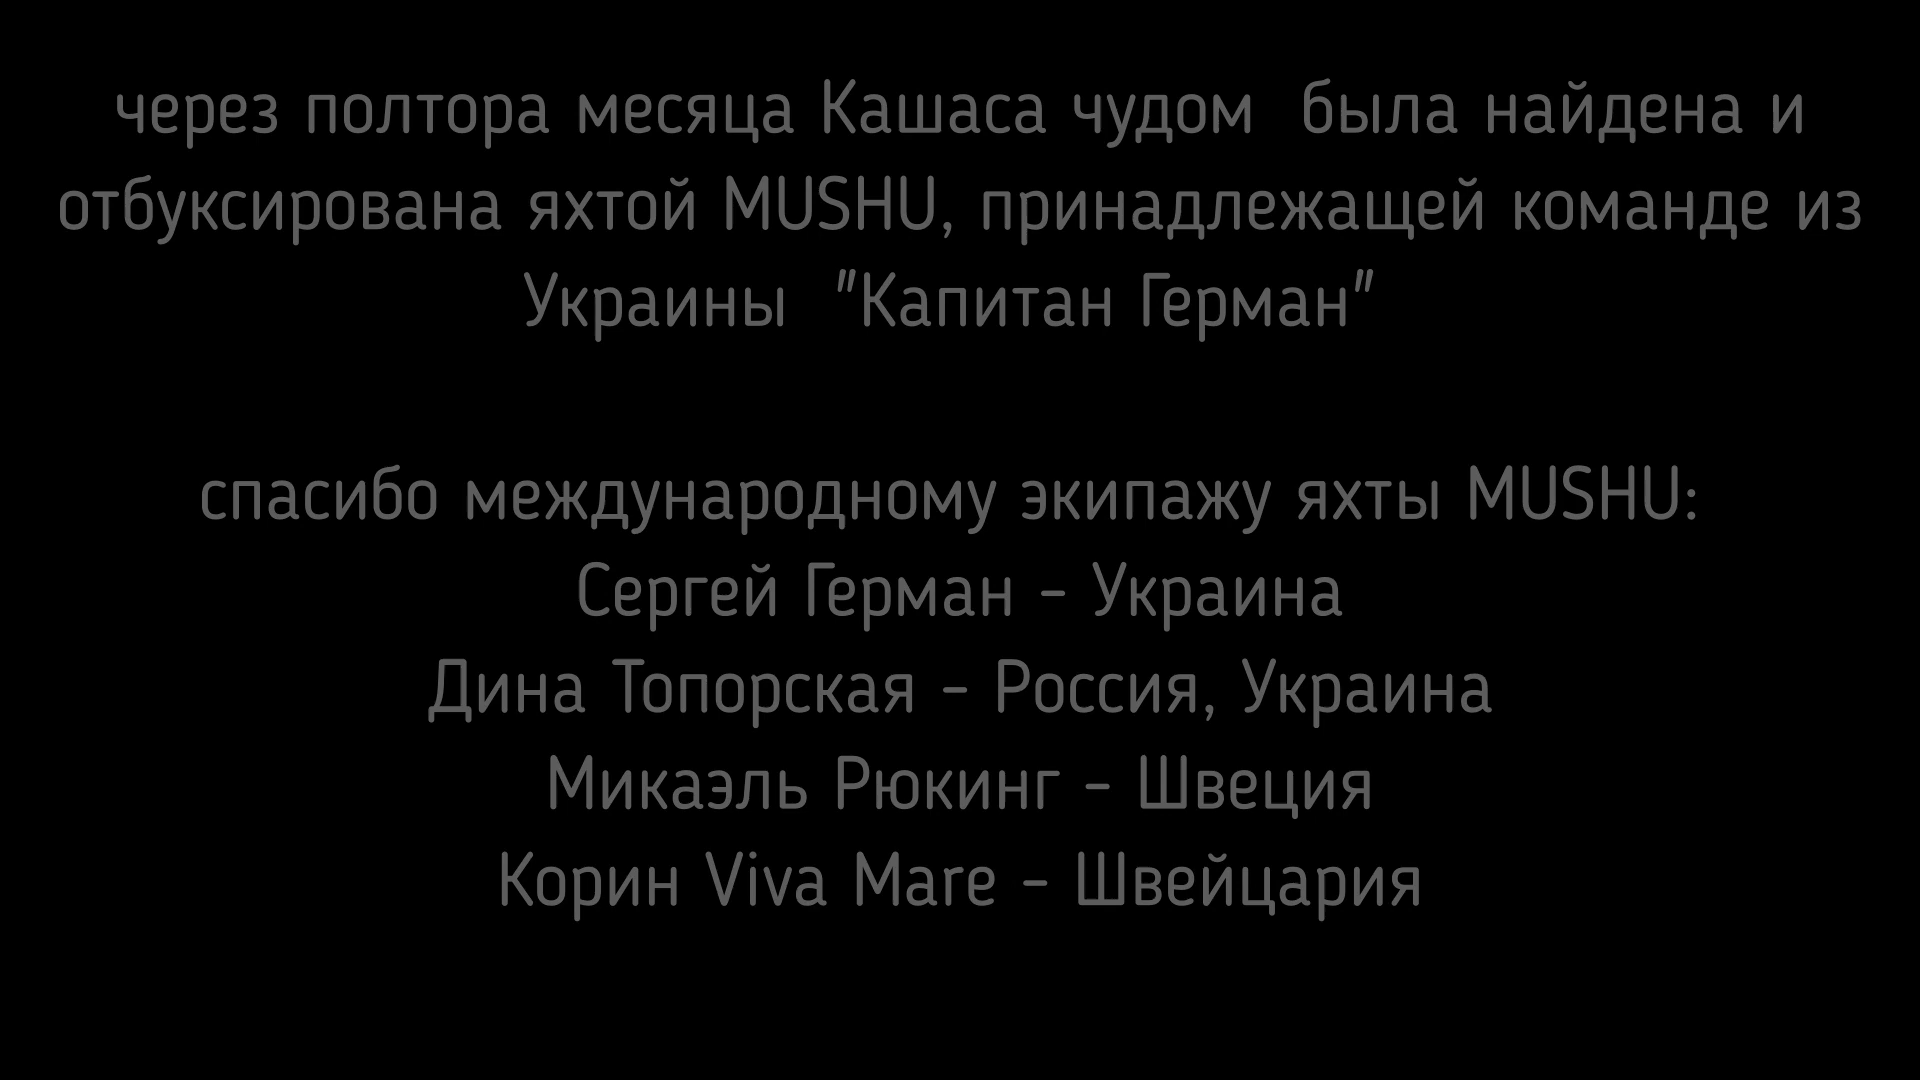 через полтора месяца Кашаса чудом  была найдена и
отбуксирована яхтой MUSHU, принадлежащей команде из
Украины  "Капитан Герман"
спасибо международному экипажу яхты MUSHU:
Сергей Герман - Украина
Дина Топорская - Россия, Украина
Микаэль Рюкинг - Швеция
Корин Viva Mare - Швейцария